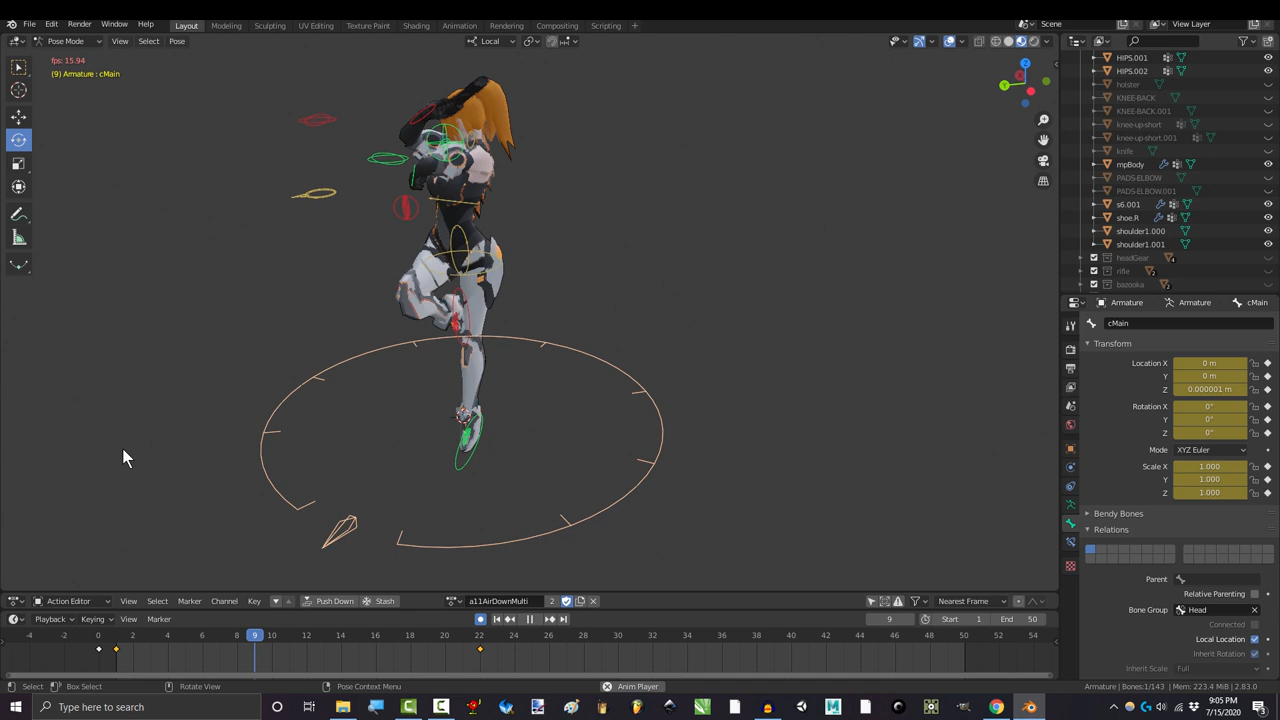 File Edit Render Window Help Layout Modeling Sculpting UV Editing Texture Paint Shading Animation Rendering Compositing Scripting + Scene View Layer
Pose Mode View Select Pose Local
fps: 15.94
(9) Armature : cMain
Z
Y
X
HIPS.001
HIPS.002
holster
KNEE-BACK
KNEE-BACK.001
knee-up-short
knee-up-short.001
knife
mpBody
PADS-ELBOW
PADS-ELBOW.001
s6.001
shoe.R
shoulder1.000
shoulder1.001
headGear
rifle
bazooka
Armature Armature cMain
cMain
Transform
Location X 0 m
Y 0 m
Z 0.000001 m
Rotation X 0°
Y 0°
Z 0°
Mode XYZ Euler
Scale X 1.000
Y 1.000
Z 1.000
Bendy Bones
Relations
Parent
Relative Parenting
Bone Group Head
Connected
Local Location
Inherit Rotation
Inherit Scale Full
Action Editor View Select Marker Channel Key Push Down Stash a11AirDownMulti 2 Nearest Frame
Playback Keying View Marker 9 Start 1 End 50
-4 -2 0 2 4 6 8 9 10 12 14 16 18 20 22 24 26 28 30 32 34 36 38 40 42 44 46 48 50 52 54
Select Box Select Rotate View Pose Context Menu Anim Player Armature | Bones:1/143 | Mem: 223.4 MiB | 2.83.0
Type here to search 9:05 PM
7/15/2020